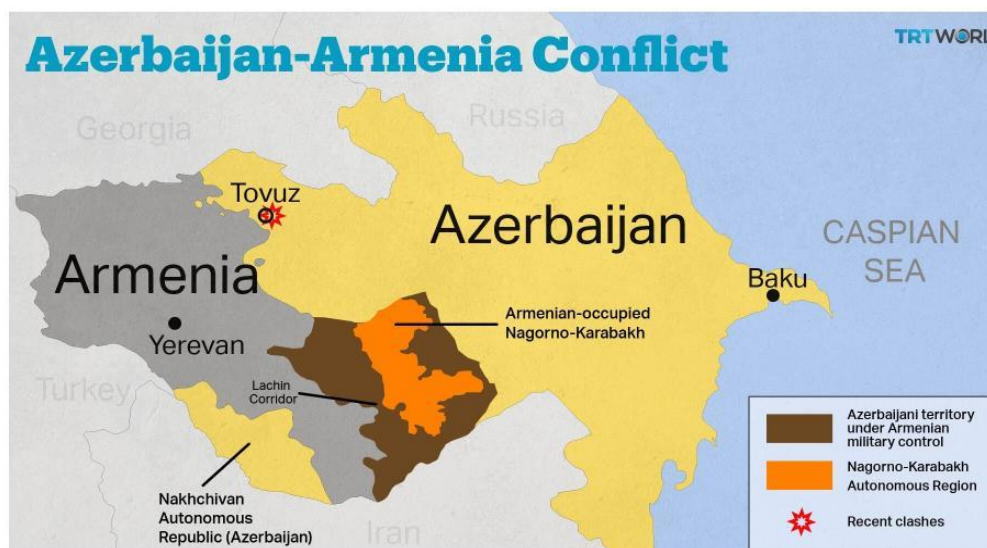 Azerbaijan-Armenia Conflict
TRTWORL
Georgia
Russia
Tovuz
Azerbaijan
CASPIAN
SEA
Armenia
Baku
Armenian-occupied
Nagorno-Karabakh
Yerevan
Turkey
Lachin
Corridor
Nakhchivan
Autonomous
Republic (Azerbaijan)
Iran
Azerbaijani territory
under Armenian
military control
Nagorno-Karabakh
Autonomous Region
Recent clashes